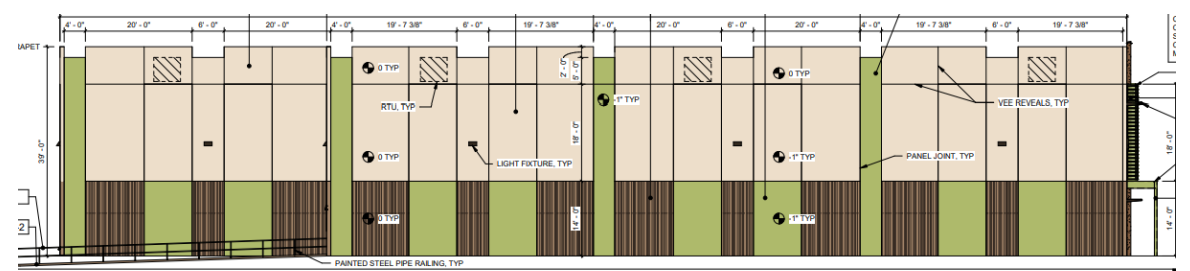 4' - 0" 20' - 0" 6' - 0" 20' - 0" 4' - 0" 19' - 7 3/8" 6' - 0" 19' - 7 3/8" 4' - 0" 20' - 0" 6' - 0" 20' - 0" 4' - 0" 19' - 7 3/8" 6' - 0" 19' - 7 3/8"
RAPET
0 TYP
2' - 0"
5' - 0"
0 TYP
RTU, TYP
-1" TYP
VEE REVEALS, TYP
39' - 0"
18' - 0"
18' - 0"
0 TYP
LIGHT FIXTURE, TYP
-1" TYP
PANEL JOINT, TYP
0 TYP
14' - 0"
-1" TYP
14' - 0"
PAINTED STEEL PIPE RAILING, TYP